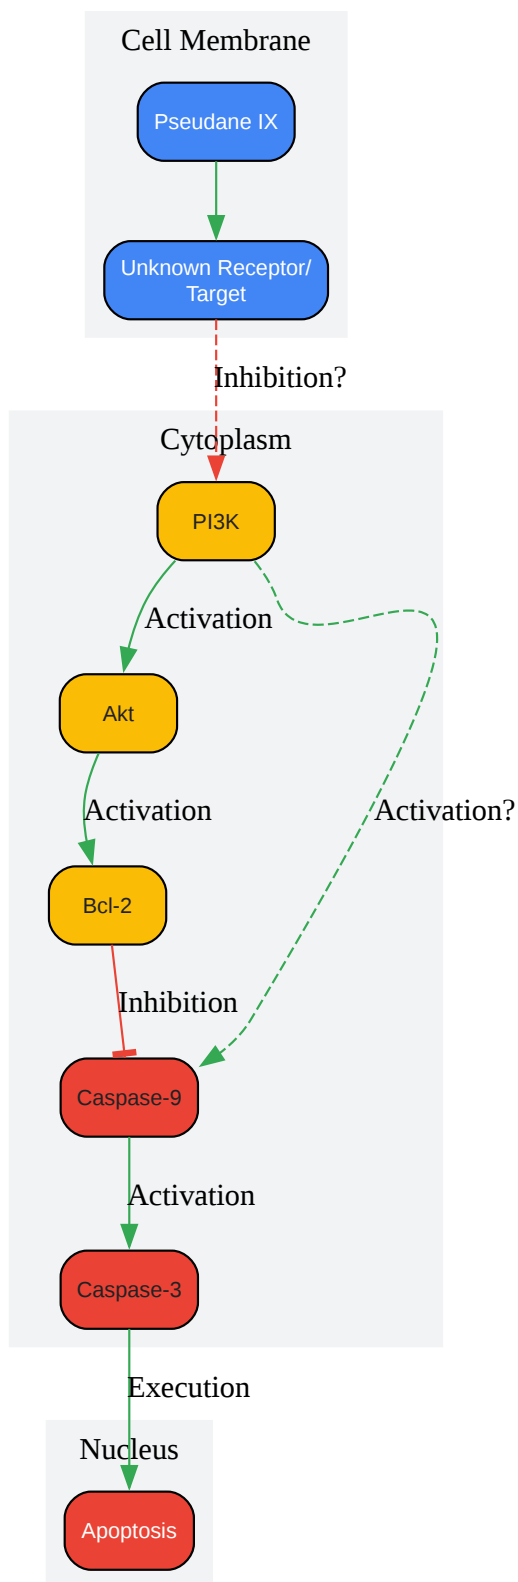 Cell Membrane
Pseudane IX
Unknown Receptor/
Target
Inhibition?
Cytoplasm
PI3K
Activation
Akt
Activation
Activation?
Bcl-2
Inhibition
Caspase-9
Activation
Caspase-3
Execution
Nucleus
Apoptosis